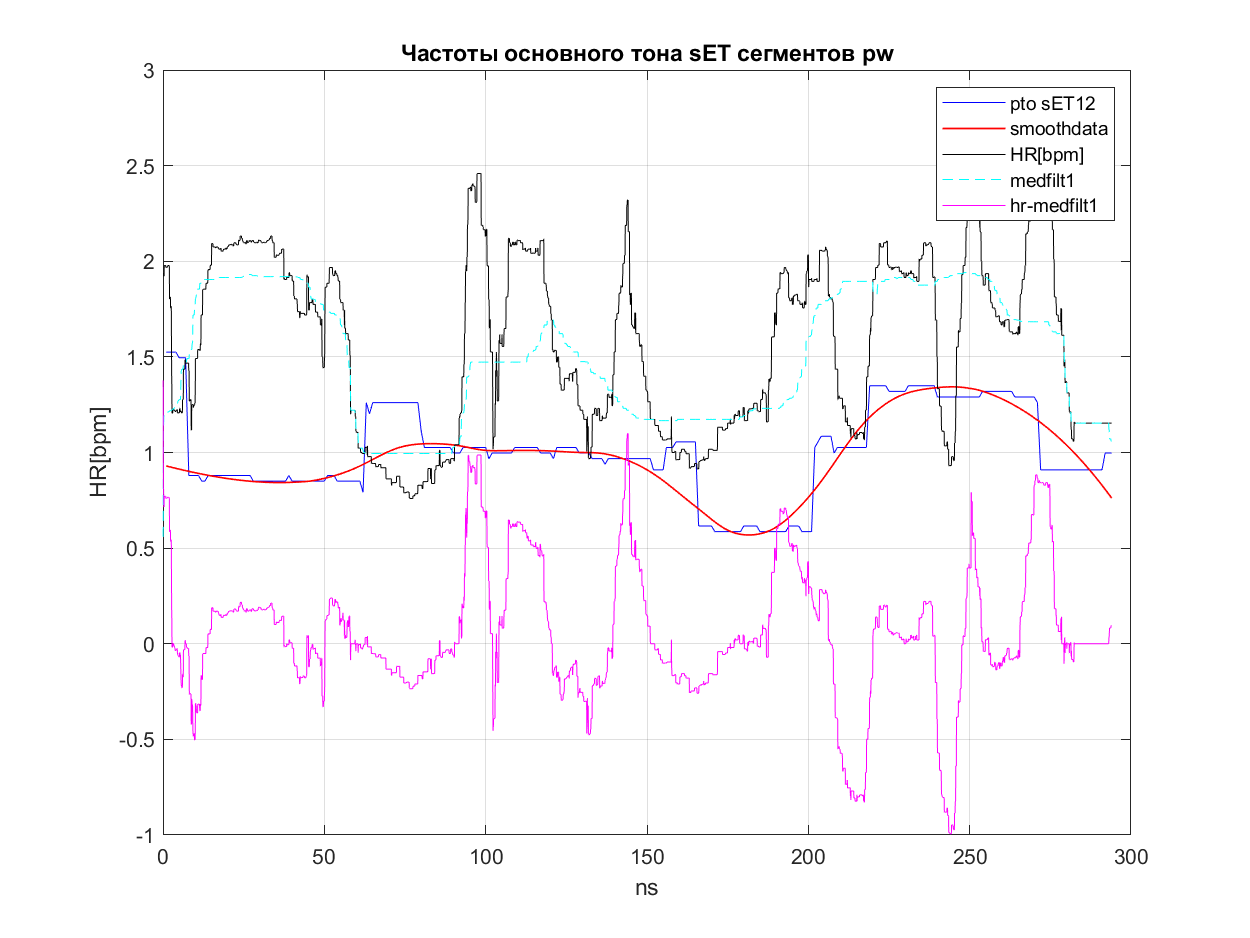 Частоты основного тона sET сегментов pw
pto sET12
smoothdata
HR[bpm]
medfilt1
hr-medfilt1
3
2.5
2
1.5
1
0.5
0
-0.5
-1
HR[bpm]
0 50 100 150 200 250 300
ns